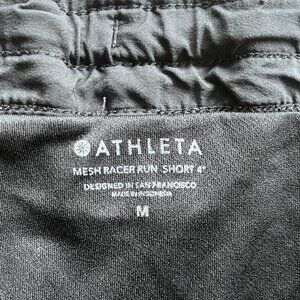 ATHLETA
MESH RACER RUN SHORT 4"
DESIGNED IN SAN FRANCISCO
MADE IN INDONESIA
M